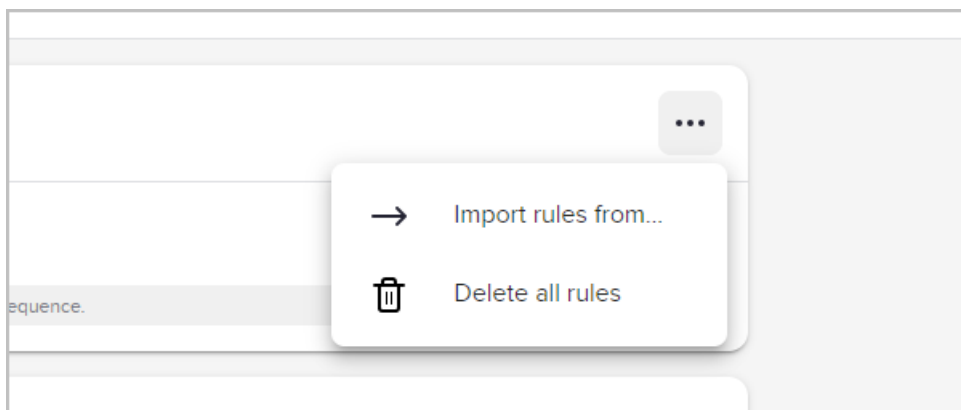 Import rules from...
equence.
Delete all rules